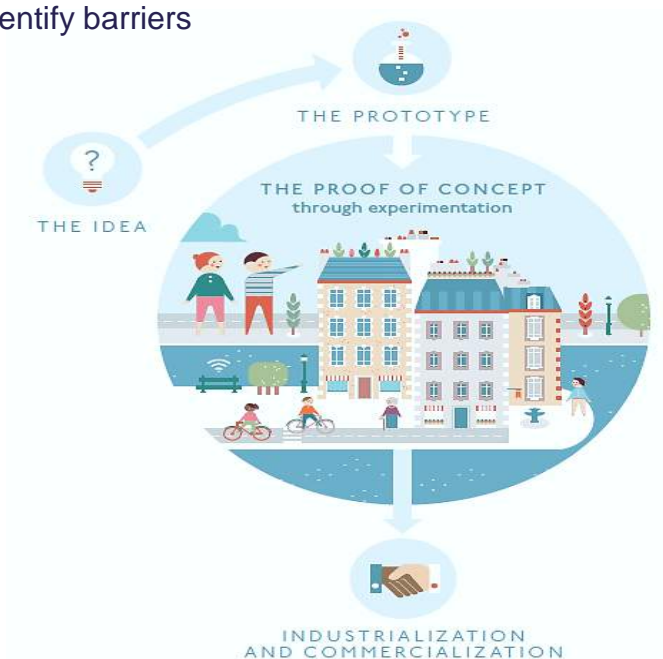 entify barriers
THE PROTOTYPE
?
THE IDEA
THE PROOF OF CONCEPT
through experimentation
INDUSTRIALIZATION
AND COMMERCIALIZATION